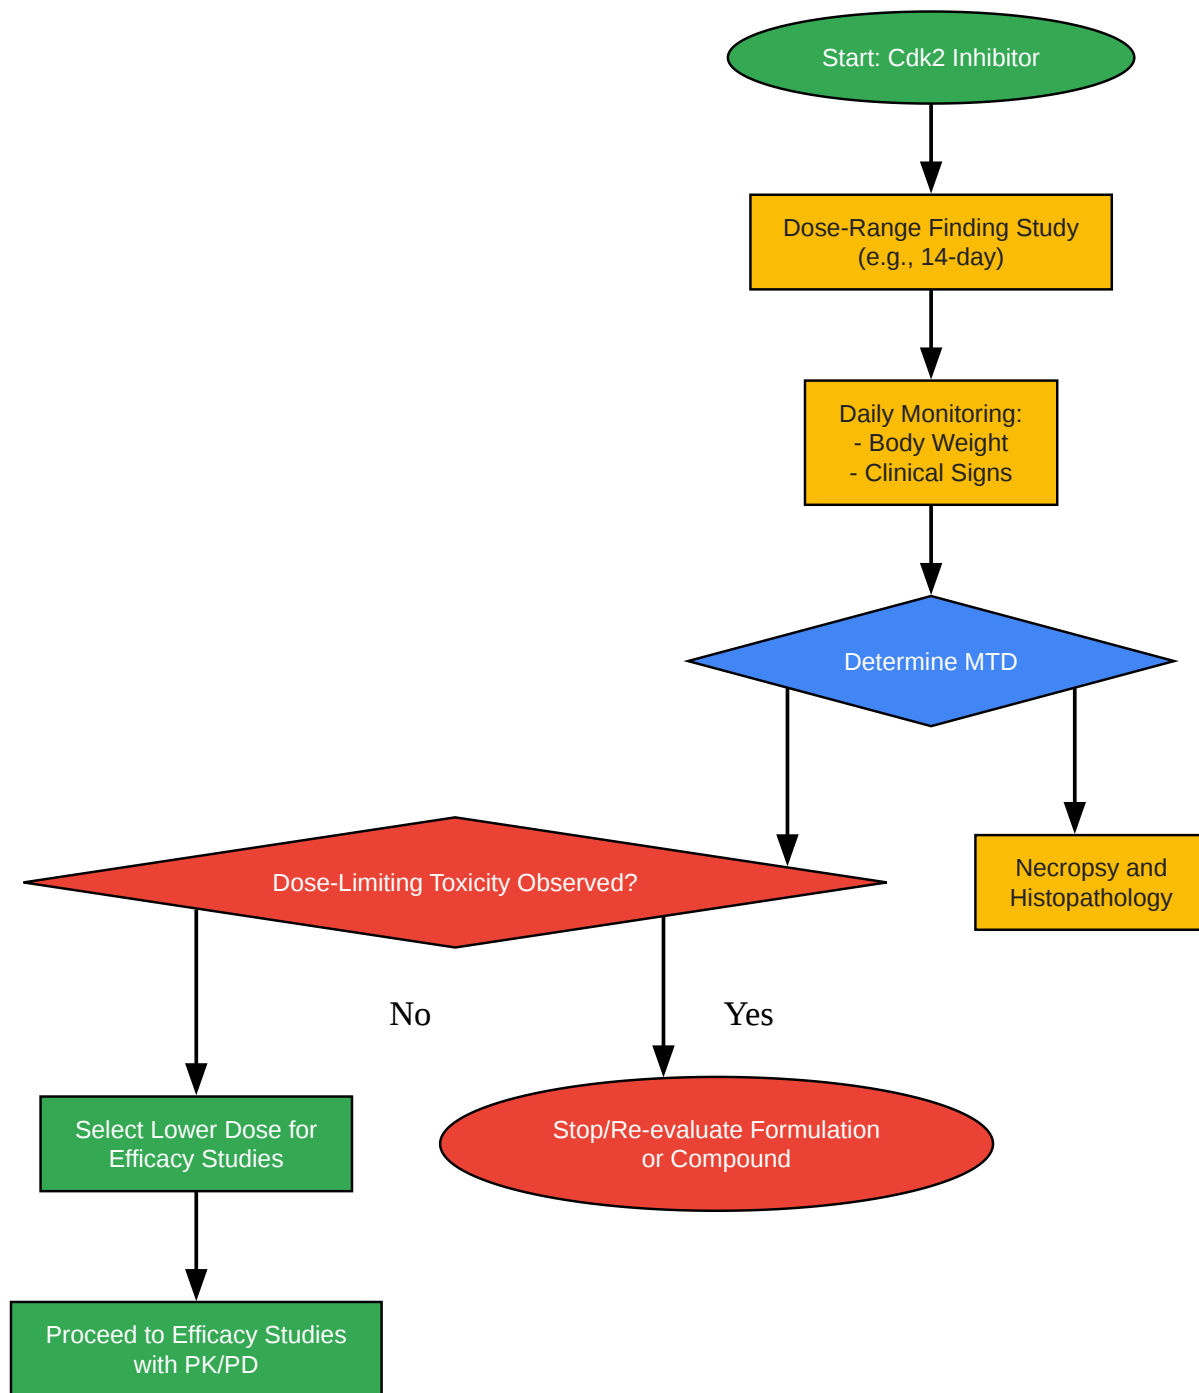 Start: Cdk2 Inhibitor
Dose-Range Finding Study
(e.g., 14-day)
Daily Monitoring:
- Body Weight
- Clinical Signs
Determine MTD
Dose-Limiting Toxicity Observed?
Necropsy and
Histopathology
No
Yes
Select Lower Dose for
Efficacy Studies
Stop/Re-evaluate Formulation
or Compound
Proceed to Efficacy Studies
with PK/PD